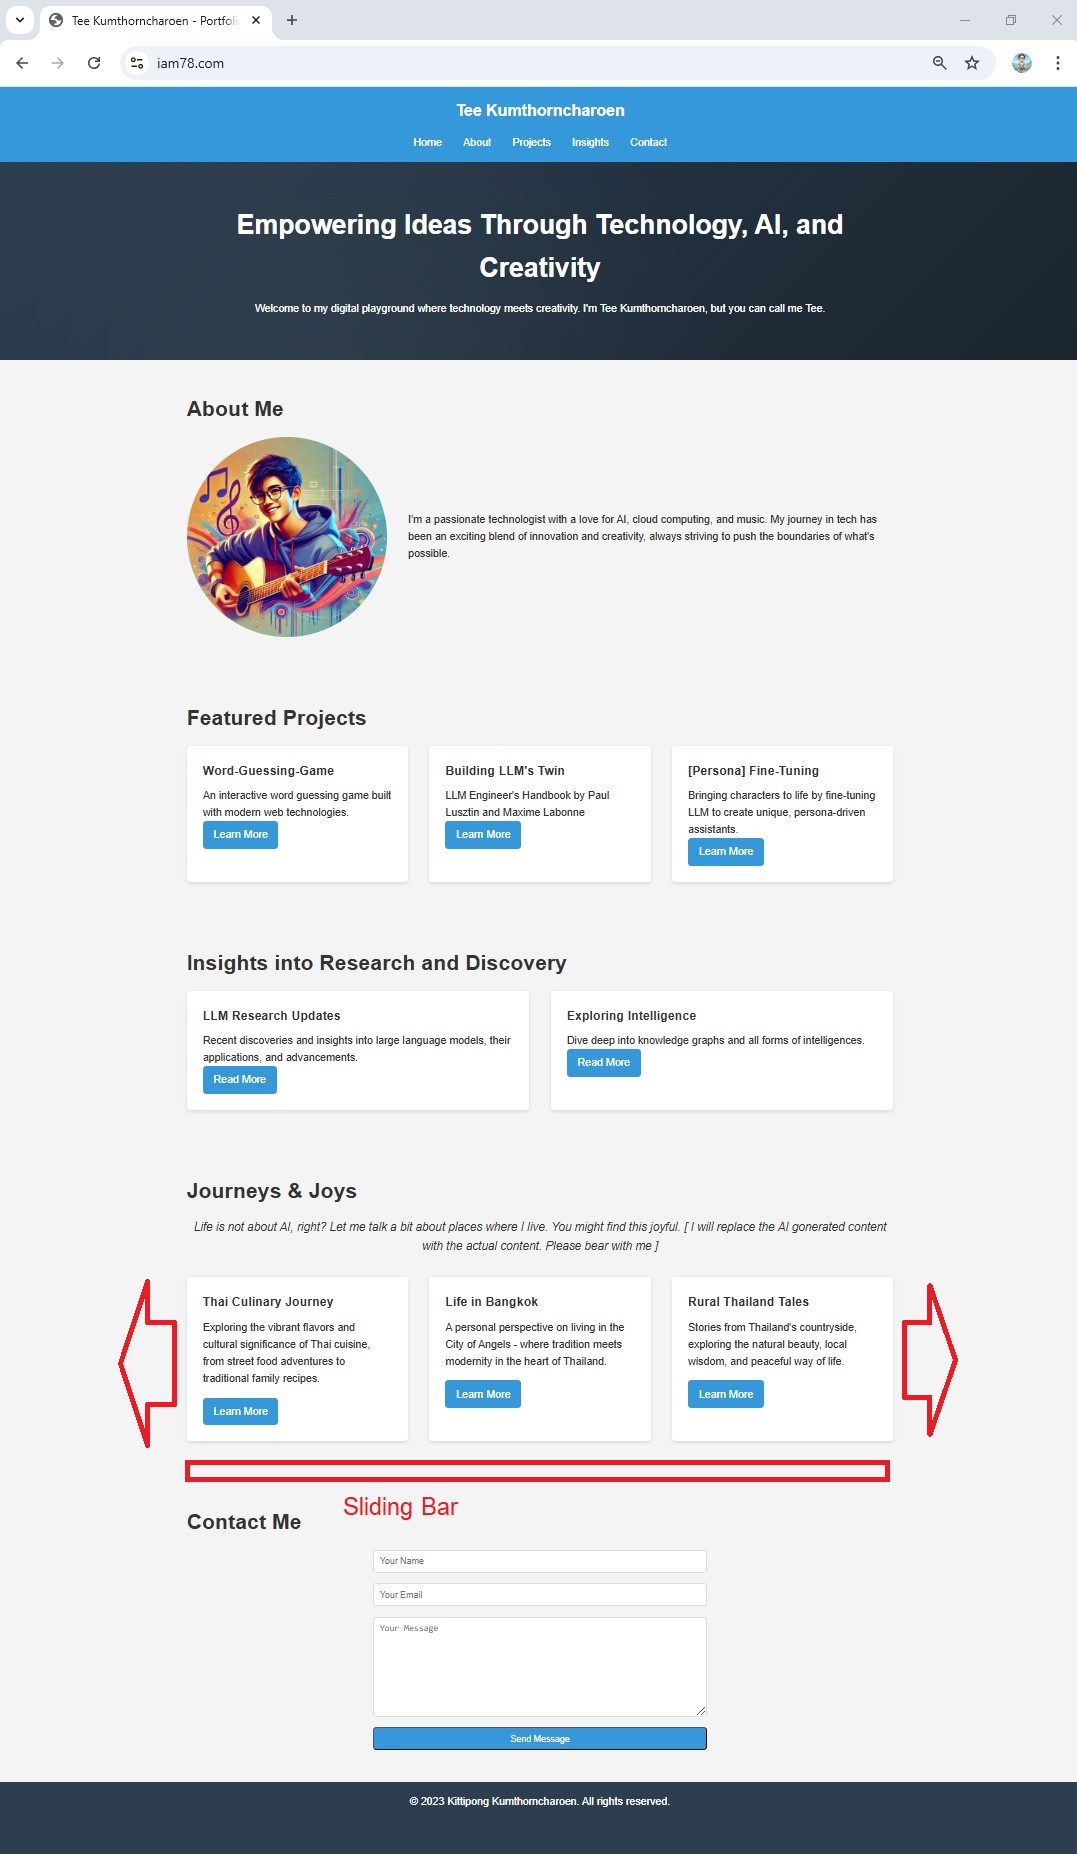 Tee Kumthorncharoen - Portfoli
iam78.com
Tee Kumthorncharoen
Home About Projects Insights Contact
Empowering Ideas Through Technology, AI, and
Creativity
Welcome to my digital playground where technology meets creativity. I'm Tee Kumthorncharoen, but you can call me Tee.
About Me
I'm a passionate technologist with a love for AI, cloud computing, and music. My journey in tech has
been an exciting blend of innovation and creativity, always striving to push the boundaries of what's
possible.
Featured Projects
Word-Guessing-Game
An interactive word guessing game built
with modern web technologies.
Learn More
Building LLM's Twin
LLM Engineer's Handbook by Paul
Lusztin and Maxime Labonne
Learn More
[Persona] Fine-Tuning
Bringing characters to life by fine-tuning
LLM to create unique, persona-driven
assistants.
Learn More
Insights into Research and Discovery
LLM Research Updates
Recent discoveries and insights into large language models, their
applications, and advancements.
Read More
Exploring Intelligence
Dive deep into knowledge graphs and all forms of intelligences.
Read More
Journeys & Joys
Life is not about AI, right? Let me talk a bit about places where I live. You might find this joyful. [ I will replace the AI gonerated content
with the actual content. Please bear with me ]
Thai Culinary Journey
Exploring the vibrant flavors and
cultural significance of Thai cuisine,
from street food adventures to
traditional family recipes.
Learn More
Life in Bangkok
A personal perspective on living in the
City of Angels - where tradition meets
modernity in the heart of Thailand.
Learn More
Rural Thailand Tales
Stories from Thailand's countryside,
exploring the natural beauty, local
wisdom, and peaceful way of life.
Learn More
Sliding Bar
Contact Me
Your Name
Your Email
Your Message
Send Message
© 2023 Kittipong Kumthorncharoen. All rights reserved.